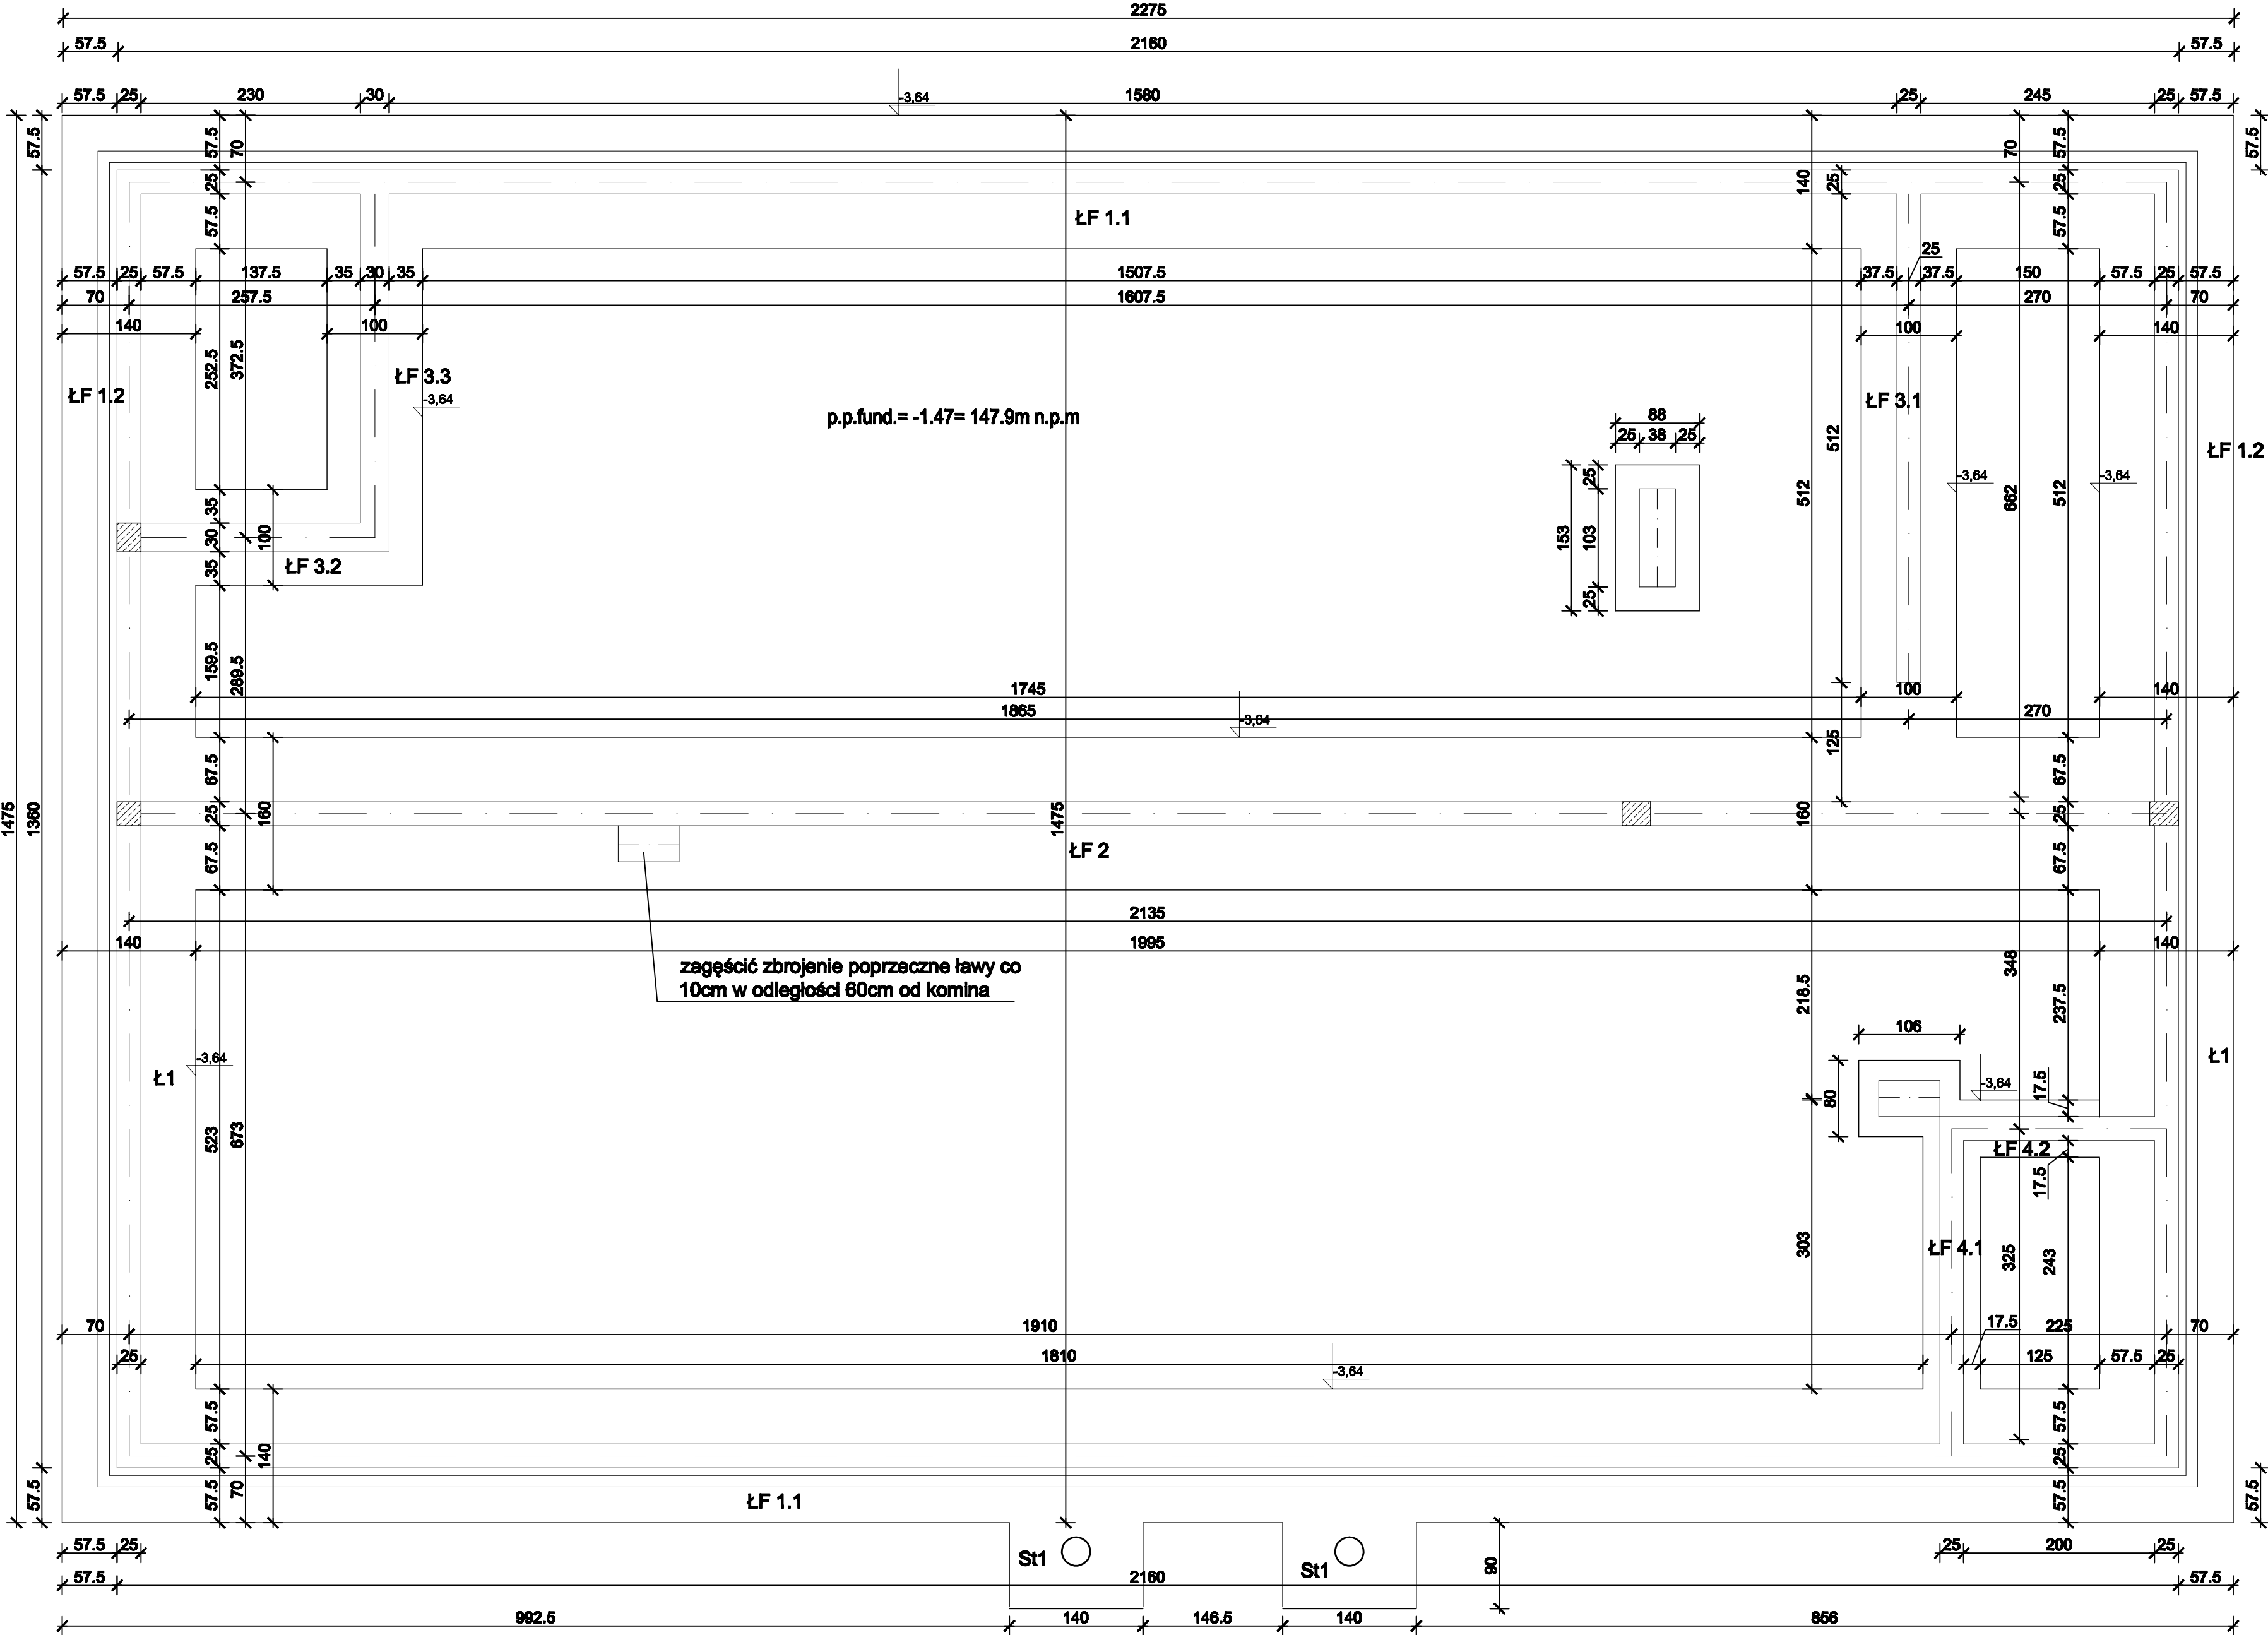 2275
57.5 2160 57.5
57.5 25 230 30 -3,64 1580 25 245 25 57.5
57.5 57.5 70 140 25 70 57.5 57.5
25 25
57.5 ŁF 1.1 57.5
57.5 25 57.5 137.5 35 30 35 1507.5 37.5 25 37.5 150 57.5 25 57.5
70 257.5 1607.5 270 70
140 100 100 140
252.5 372.5
ŁF 1.2 ŁF 3.3 -3,64
ŁF 3.1
p.p.fund.= -1.47= 147.9m n.p.m
88
25 38 25
512
ŁF 1.2
25 -3,64 -3,64
512 662 512
35 30 100 153 103
ŁF 3.2
35 25
159.5 289.5
1745 100 140
1865 270
-3,64
125
67.5 67.5
1475 1360 25 160 1475 160 25
67.5 ŁF 2 67.5
2135
140 1995 140
zagęścić zbrojenie poprzeczne ławy co
10cm w odległości 60cm od komina
348 218.5 237.5
106
-3,64 Ł1
Ł1 80 -3,64 17.5
523 673
ŁF 4.2
17.5
303 ŁF 4.1 325 243
70 1910 17.5 225 70
25 1810 125 57.5 25
-3,64
57.5 57.5
25 140 25
57.5 57.5 70 ŁF 1.1 57.5 57.5
57.5 25 St1 St1 90 25 200 25
57.5 2160 57.5
992.5 140 146.5 140 856